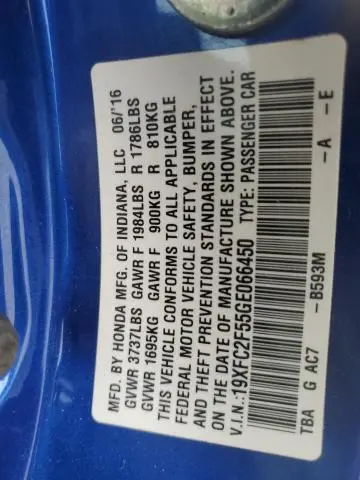 MFD. BY HONDA MFG. OF INDIANA, LLC 06/16
GVWR 3737LBS GAWR F 1984LBS R 1786LBS
GVWR 1695KG GAWR F 900KG R 810KG
THIS VEHICLE CONFORMS TO ALL APPLICABLE
FEDERAL MOTOR VEHICLE SAFETY, BUMPER,
AND THEFT PREVENTION STANDARDS IN EFFECT
ON THE DATE OF MANUFACTURE SHOWN ABOVE.
V.I.N.:19XFC2F55GE066450 TYPE: PASSENGER CAR
TBA G AC7 -B593M -A -E